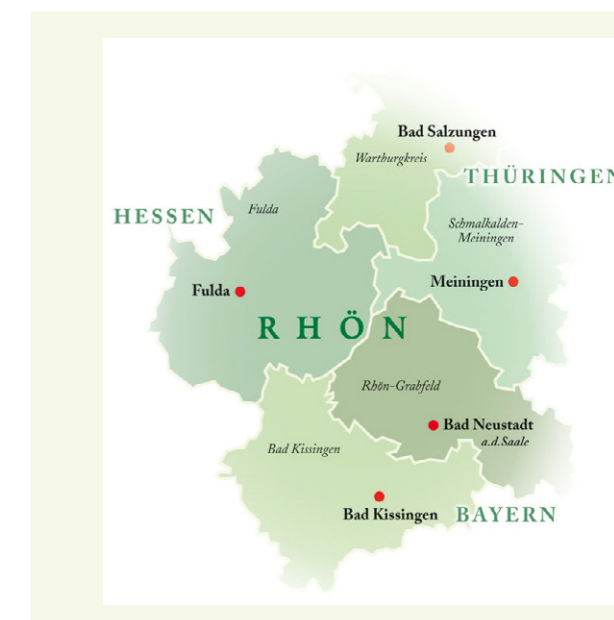 Bad Salzungen
Wartburgkreis
THÜRINGEN
HESSEN
Fulda
Schmalkalden-
Meiningen
Meiningen
Fulda
RHÖN
Rhön-Grabfeld
Bad Neustadt
a.d.Saale
Bad Kissingen
Bad Kissingen
BAYERN